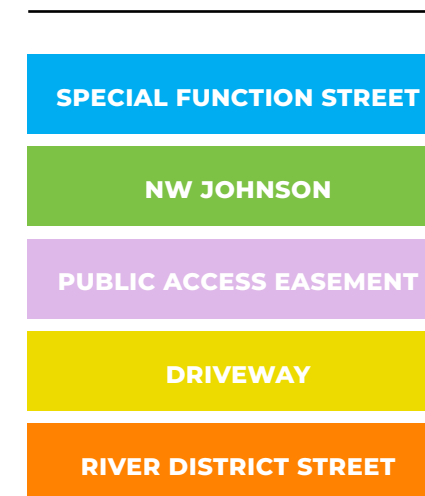 SPECIAL FUNCTION STREET
NW JOHNSON
PUBLIC ACCESS EASEMENT
DRIVEWAY
RIVER DISTRICT STREET